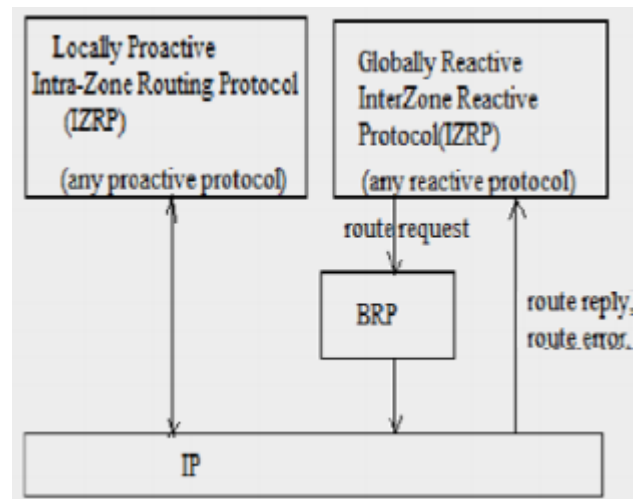 Locally Proactive
Intra-Zone Routing Protocol
(IZRP)
(any proactive protocol)
Globally Reactive
InterZone Reactive
Protocol(IZRP)
(any reactive protocol)
route request
BRP
route reply,
route error.
IP